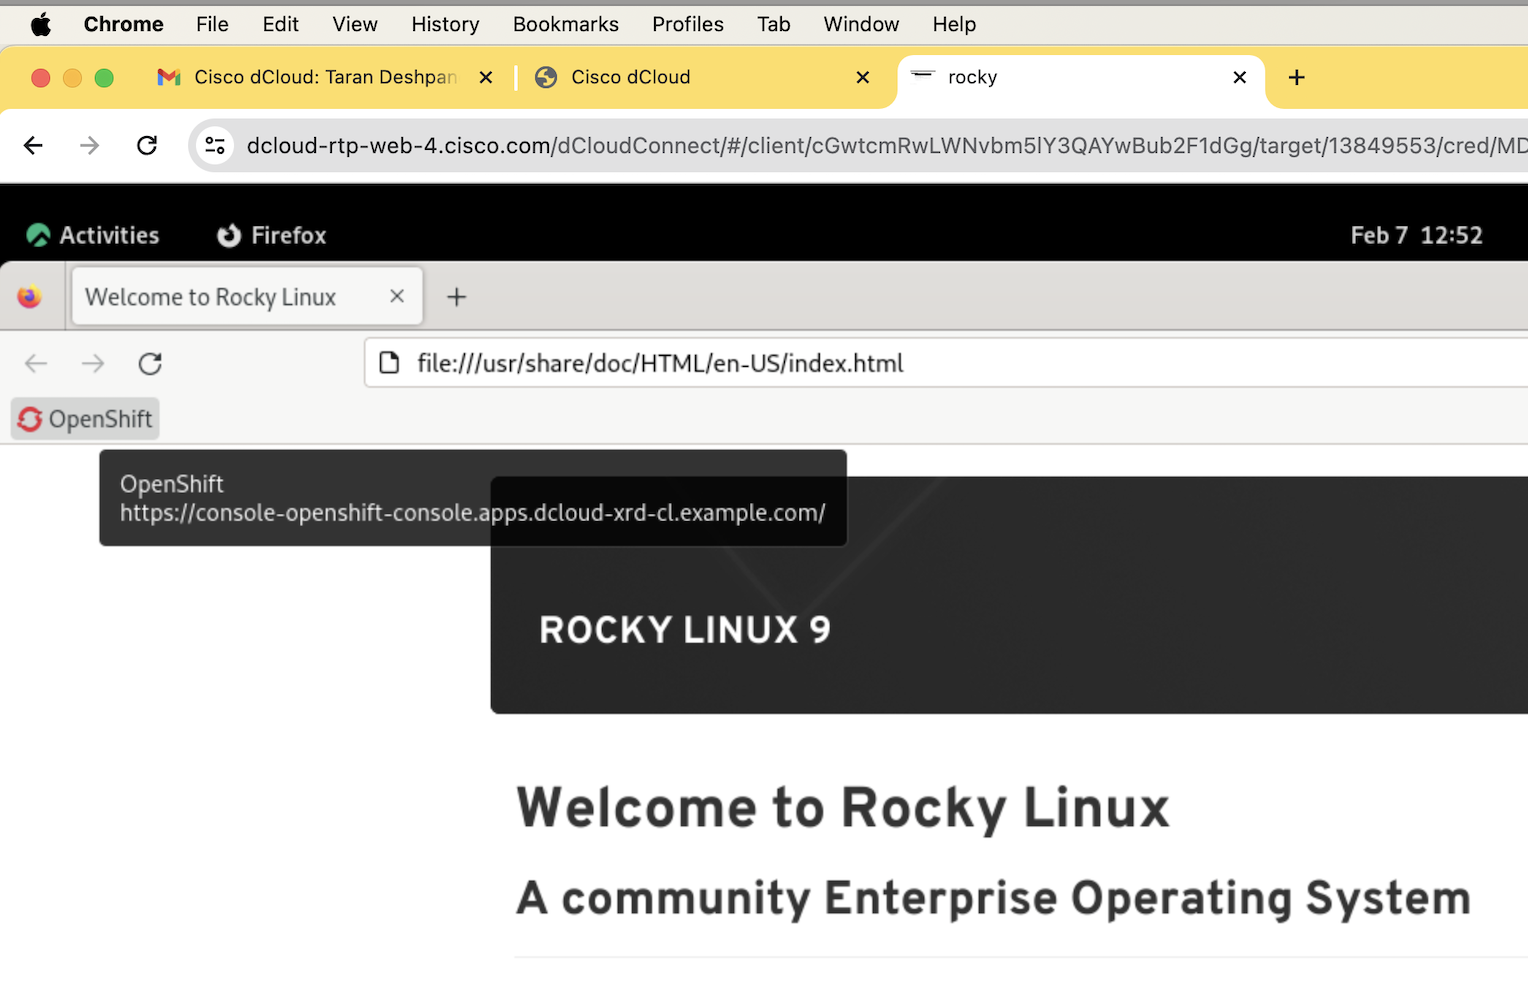 Chrome File Edit View History Bookmarks Profiles Tab Window Help
Cisco dCloud: Taran Deshpan Cisco dCloud rocky
dcloud-rtp-web-4.cisco.com/dCloudConnect/#/client/cGwtcmRwLWNvbm5lY3QAYwBub2F1dGg/target/13849553/cred/MD
Activities Firefox Feb 7 12:52
Welcome to Rocky Linux
file:///usr/share/doc/HTML/en-US/index.html
OpenShift
OpenShift
https://console-openshift-console.apps.dcloud-xrd-cl.example.com/
ROCKY LINUX 9
Welcome to Rocky Linux
A community Enterprise Operating System